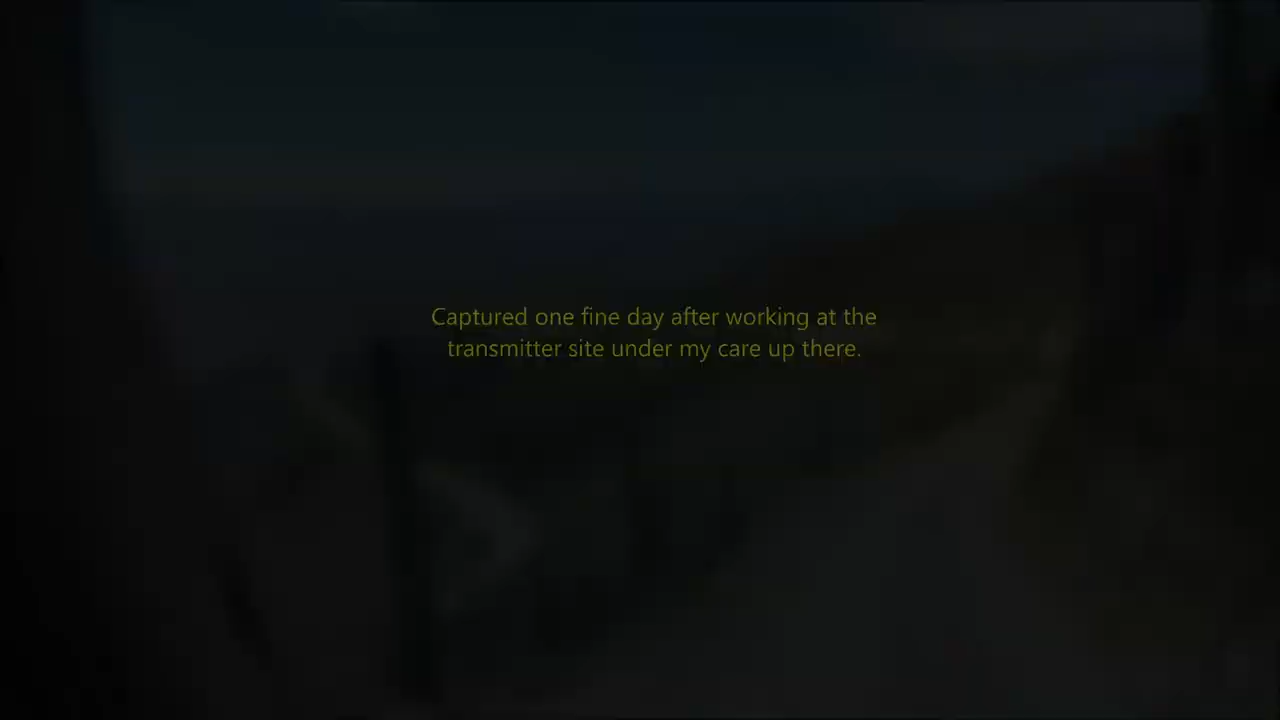 Captured one fine day after working at the
transmitter site under my care up there.